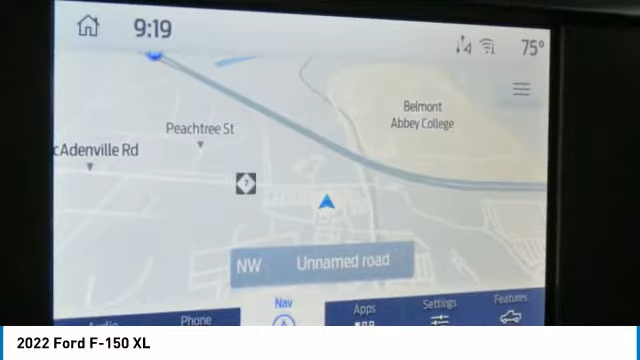 9:19
75°
Belmont
Abbey College
Peachtree St
cAdenville Rd
7
NW Unnamed road
Audio
Phone
Nav
Apps
Settings
Features
2022 Ford F-150 XL